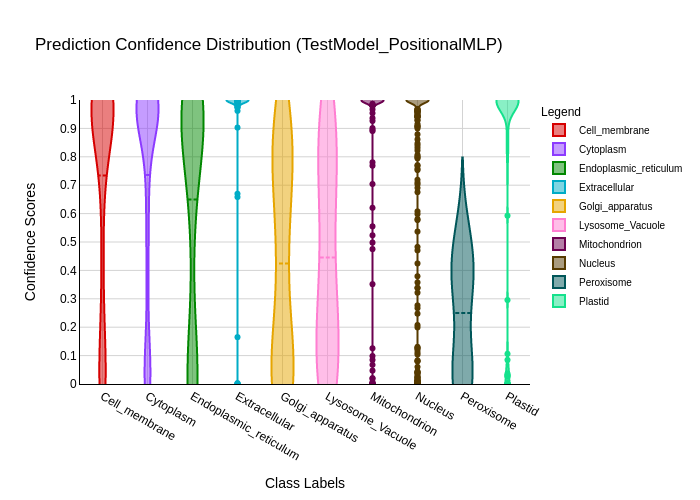 Prediction Confidence Distribution (TestModel_PositionalMLP)
Confidence Scores
1
0.9
0.8
0.7
0.6
0.5
0.4
0.3
0.2
0.1
0
Cell_membrane
Cytoplasm
Endoplasmic_reticulum
Extracellular
Golgi_apparatus
Lysosome_Vacuole
Mitochondrion
Nucleus
Peroxisome
Plastid
Class Labels
Legend
Cell_membrane
Cytoplasm
Endoplasmic_reticulum
Extracellular
Golgi_apparatus
Lysosome_Vacuole
Mitochondrion
Nucleus
Peroxisome
Plastid